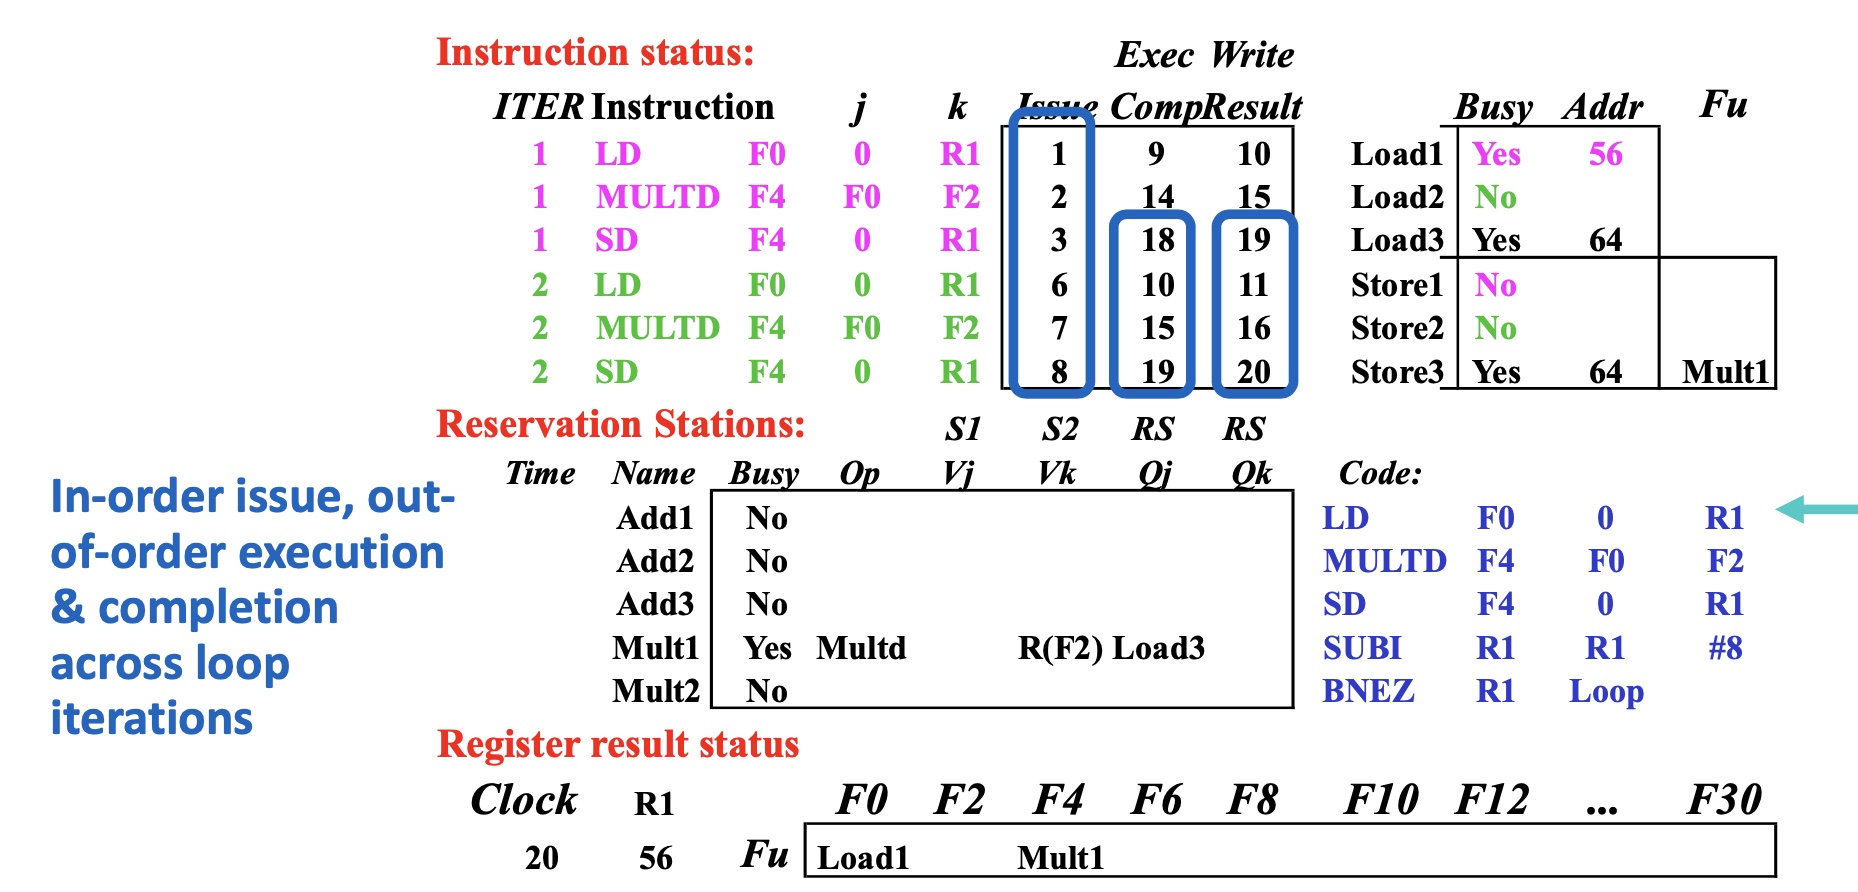 Instruction status: Exec Write
ITER Instruction j k Issue Comp Result Busy Addr Fu
1 LD F0 0 R1 1 9 10 Load1 Yes 56
1 MULTD F4 F0 F2 2 14 15 Load2 No
1 SD F4 0 R1 3 18 19 Load3 Yes 64
2 LD F0 0 R1 6 10 11 Store1 No
2 MULTD F4 F0 F2 7 15 16 Store2 No
2 SD F4 0 R1 8 19 20 Store3 Yes 64 Mult1
Reservation Stations: S1 S2 RS RS
Time Name Busy Op Vj Vk Qj Qk Code:
Add1 No LD F0 0 R1
Add2 No MULTD F4 F0 F2
Add3 No SD F4 0 R1
Mult1 Yes Multd R(F2) Load3 SUBI R1 R1 #8
Mult2 No BNEZ R1 Loop
In-order issue, out-
of-order execution
& completion
across loop
iterations
Register result status
Clock R1 F0 F2 F4 F6 F8 F10 F12 ... F30
20 56 Fu Load1 Mult1